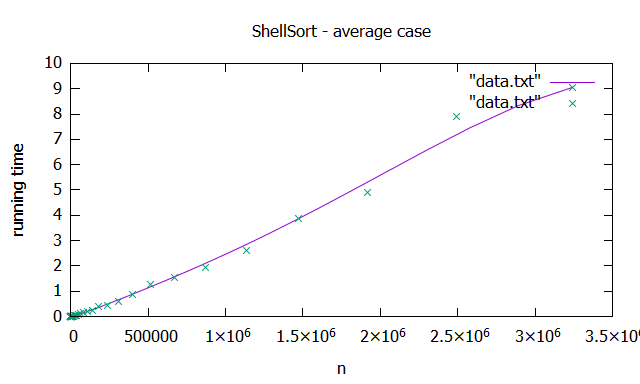 ShellSort - average case
10
9
8
7
6
5
4
3
2
1
0
"data.txt"
"data.txt"
running time
0 500000 1×10⁶ 1.5×10⁶ 2×10⁶ 2.5×10⁶ 3×10⁶ 3.5×10⁶
n